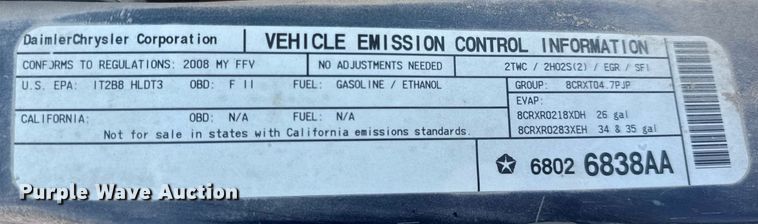 DaimlerChrysler Corporation
VEHICLE EMISSION CONTROL INFORMATION
CONFORMS TO REGULATIONS: 2008 MY FFV
NO ADJUSTMENTS NEEDED
2TWC / 2HO2S(2) / EGR / SFI
U.S. EPA: IT2B8 HLDT3 OBD: F II FUEL: GASOLINE / ETHANOL
GROUP: 8CRXT04.7PJP
EVAP:
CALIFORNIA: OBD: N/A FUEL: N/A
8CRXR0218XDH 26 gal
Not for sale in states with California emissions standards.
8CRXR0283XEH 34 & 35 gal
6802 6838AA
Purple Wave Auction